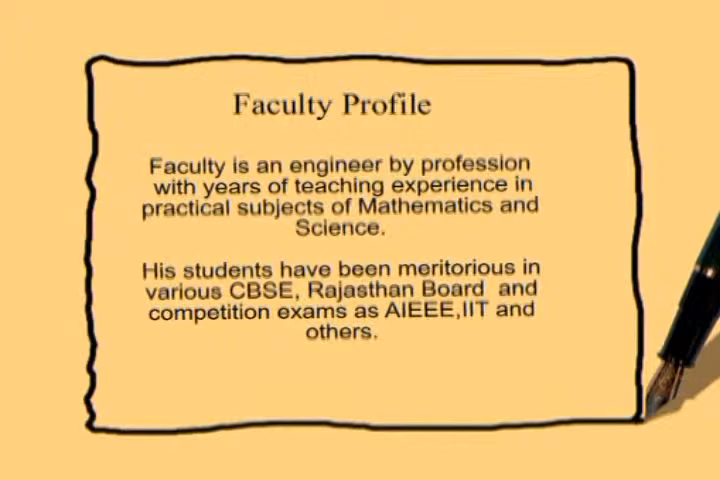 Faculty Profile
Faculty is an engineer by profession
with years of teaching experience in
practical subjects of Mathematics and
Science.
His students have been meritorious in
various CBSE, Rajasthan Board and
competition exams as AIEEE,IIT and
others.